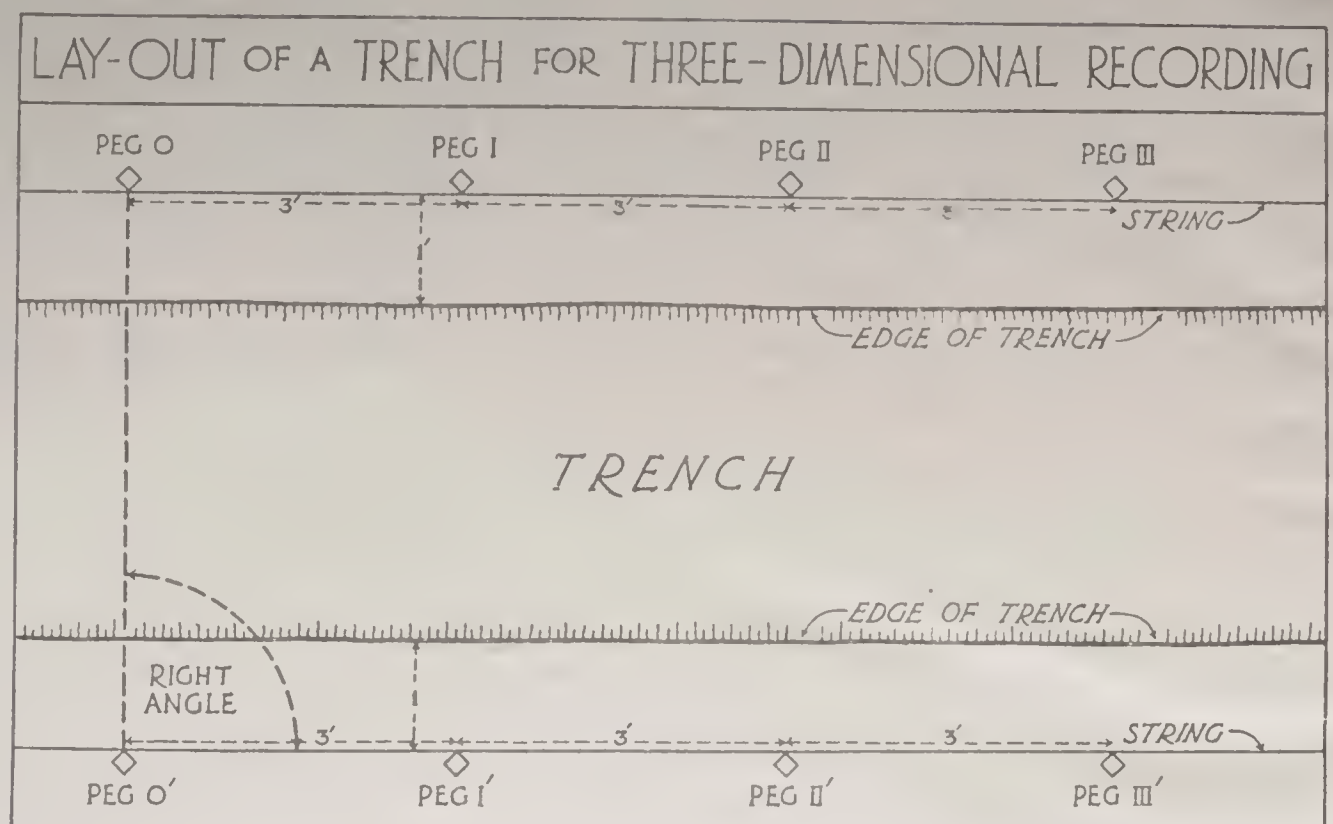 LAY-OUT OF A TRENCH FOR THREE-DIMENSIONAL RECORDING
PEG O PEG I PEG II PEG III
3' 3'
STRING
1'
EDGE OF TRENCH
TRENCH
EDGE OF TRENCH
RIGHT
ANGLE
3' 3' 3' STRING
PEG O' PEG I' PEG II' PEG III'